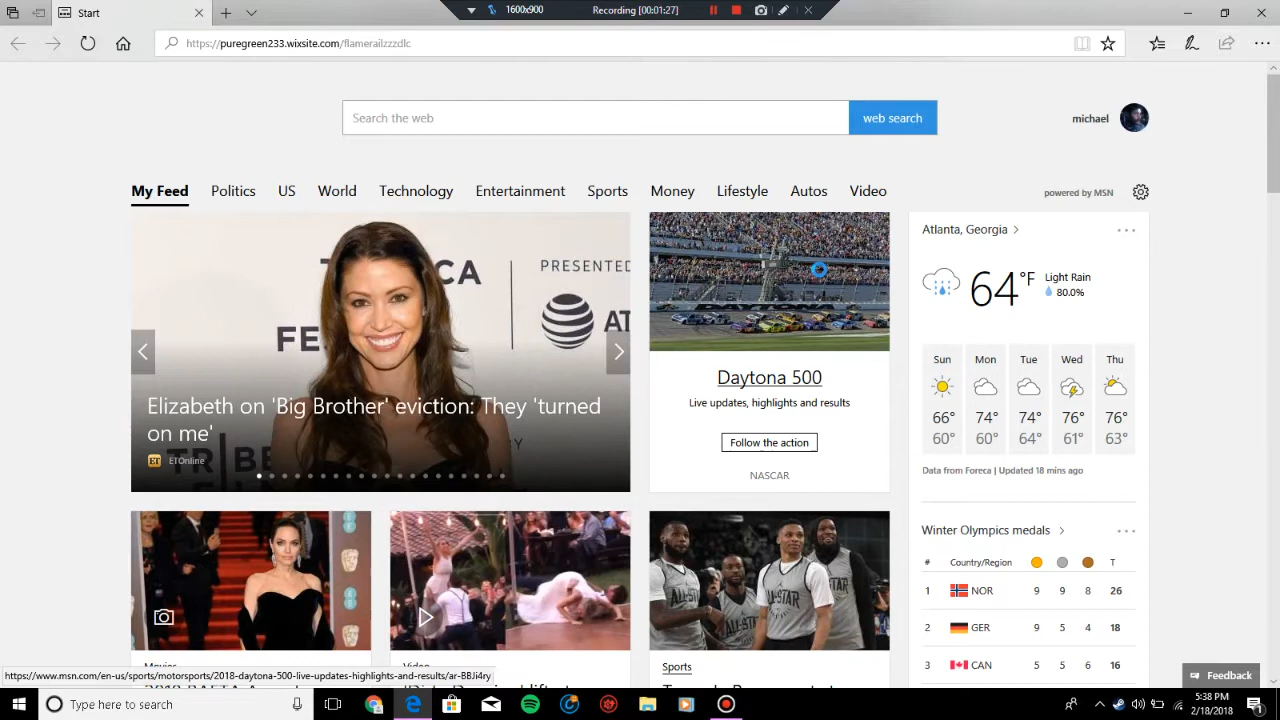 1600x900
Recording [00:01:27]
Start
https://puregreen233.wixsite.com/flamerailzzzdlc
Search the web
web search
michael
My Feed
Politics
US
World
Technology
Entertainment
Sports
Money
Lifestyle
Autos
Video
powered by MSN
PRESENTED
AT
FE
Elizabeth on 'Big Brother' eviction: They 'turned
on me'
ET
ETOnline
Daytona 500
Live updates, highlights and results
Follow the action
NASCAR
Atlanta, Georgia
64°F
Light Rain
80.0%
Sun Mon Tue Wed Thu
66° 74° 74° 76° 76°
60° 60° 64° 61° 63°
Data from Foreca | Updated 18 mins ago
Winter Olympics medals
# Country/Region T
1 NOR 9 9 8 26
2 GER 9 5 4 18
3 CAN 5 5 6 16
ALL-STAR
Sports
Feedback
https://www.msn.com/en-us/sports/motorsports/2018-daytona-500-live-updates-highlights-and-results/ar-BBJi4ry
Type here to search
5:38 PM
2/18/2018
1